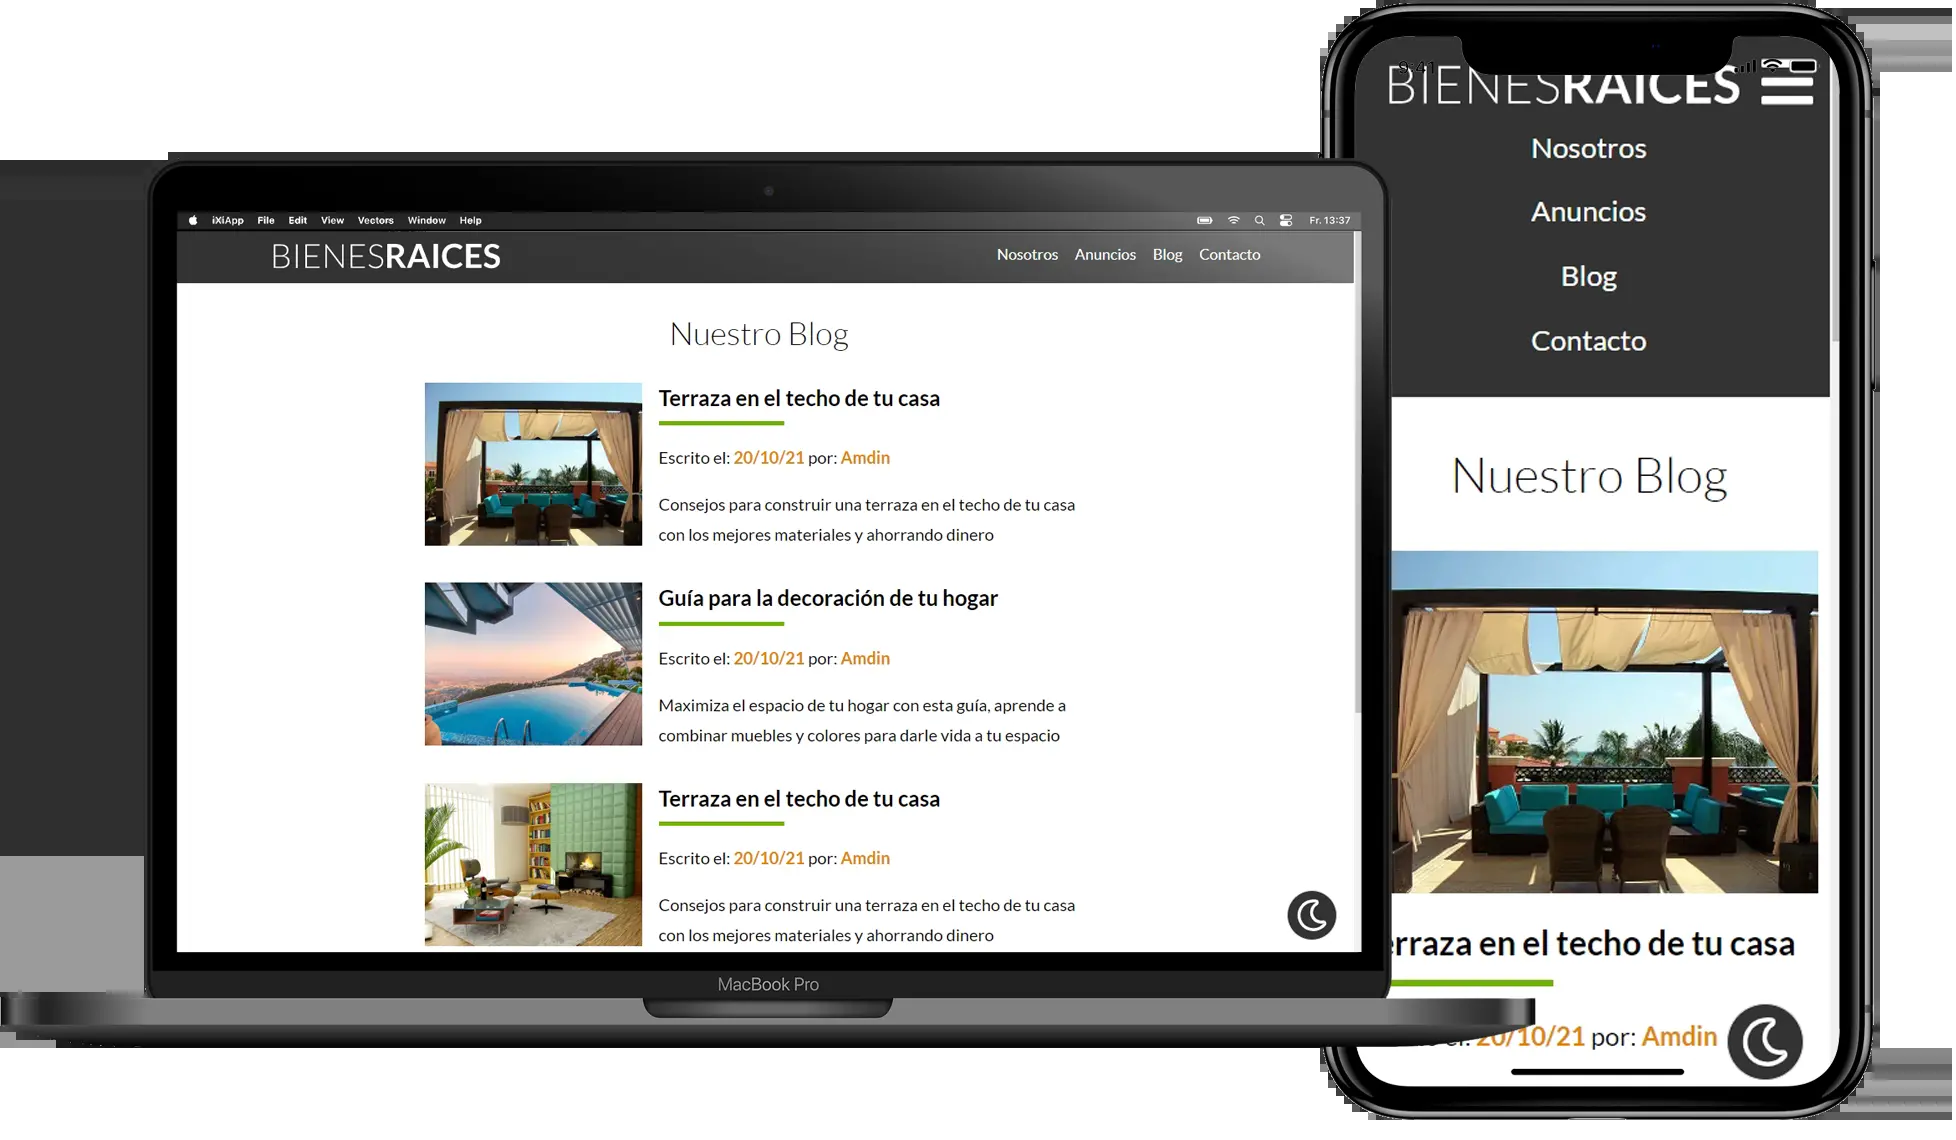 iXiApp File Edit View Vectors Window Help Fr. 13:37
BIENESRAICES Nosotros Anuncios Blog Contacto
Nuestro Blog
Terraza en el techo de tu casa
Escrito el: 20/10/21 por: Amdin
Consejos para construir una terraza en el techo de tu casa
con los mejores materiales y ahorrando dinero
Guía para la decoración de tu hogar
Escrito el: 20/10/21 por: Amdin
Maximiza el espacio de tu hogar con esta guía, aprende a
combinar muebles y colores para darle vida a tu espacio
Terraza en el techo de tu casa
Escrito el: 20/10/21 por: Amdin
Consejos para construir una terraza en el techo de tu casa
con los mejores materiales y ahorrando dinero
MacBook Pro
9:41
BIENESRAICES
Nosotros
Anuncios
Blog
Contacto
Nuestro Blog
erraza en el techo de tu casa
el: 20/10/21 por: Amdin